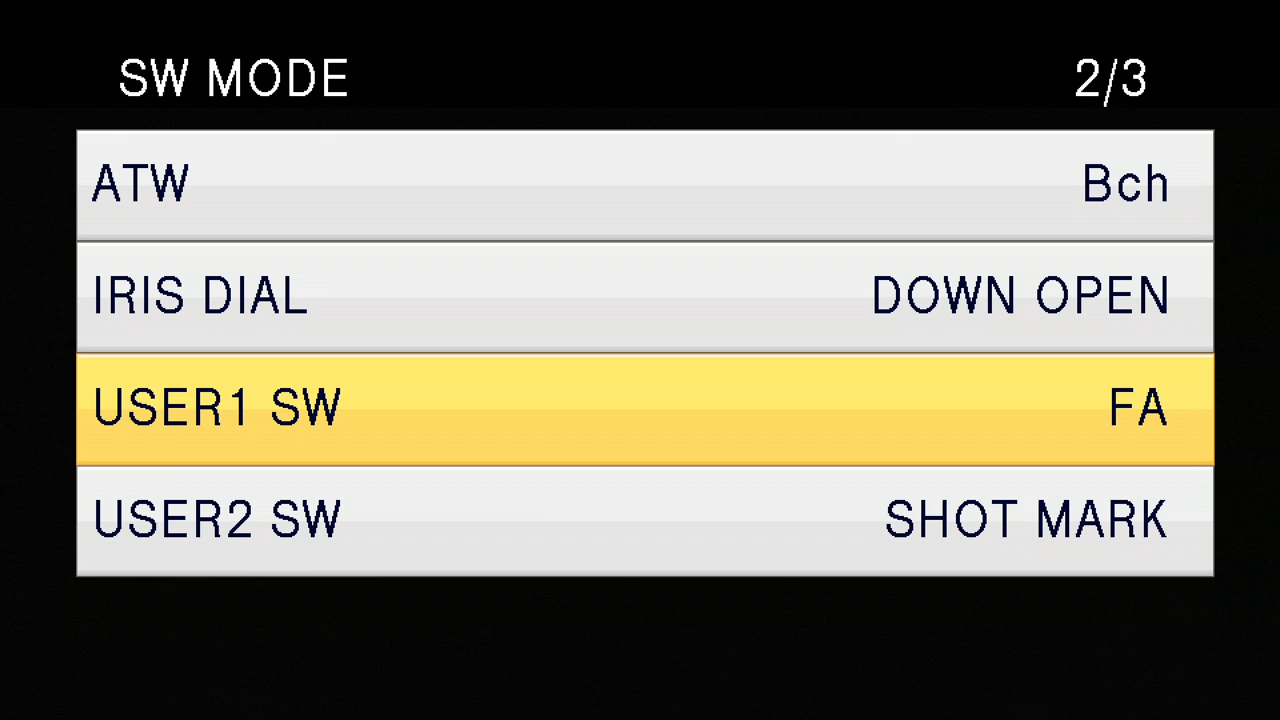 SW MODE 2/3
ATW Bch
IRIS DIAL DOWN OPEN
USER1 SW FA
USER2 SW SHOT MARK